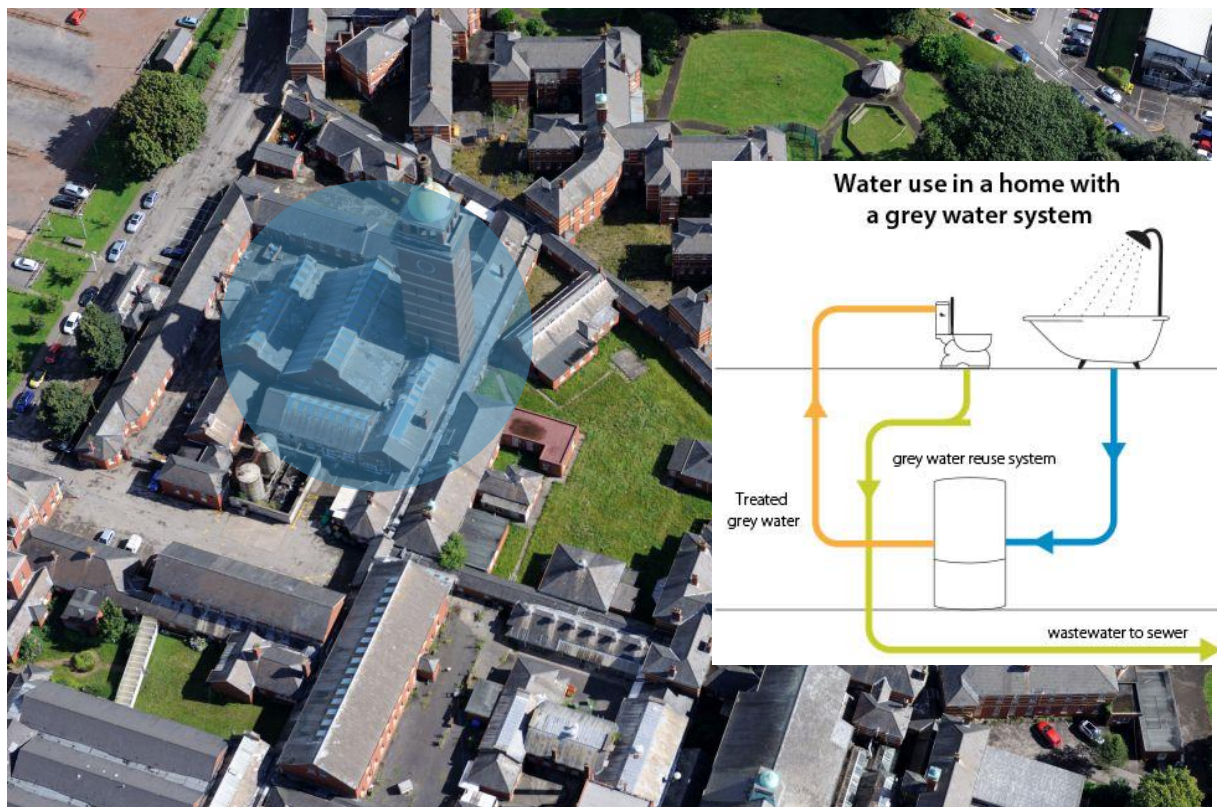 Water use in a home with
a grey water system
grey water reuse system
Treated
grey water
wastewater to sewer